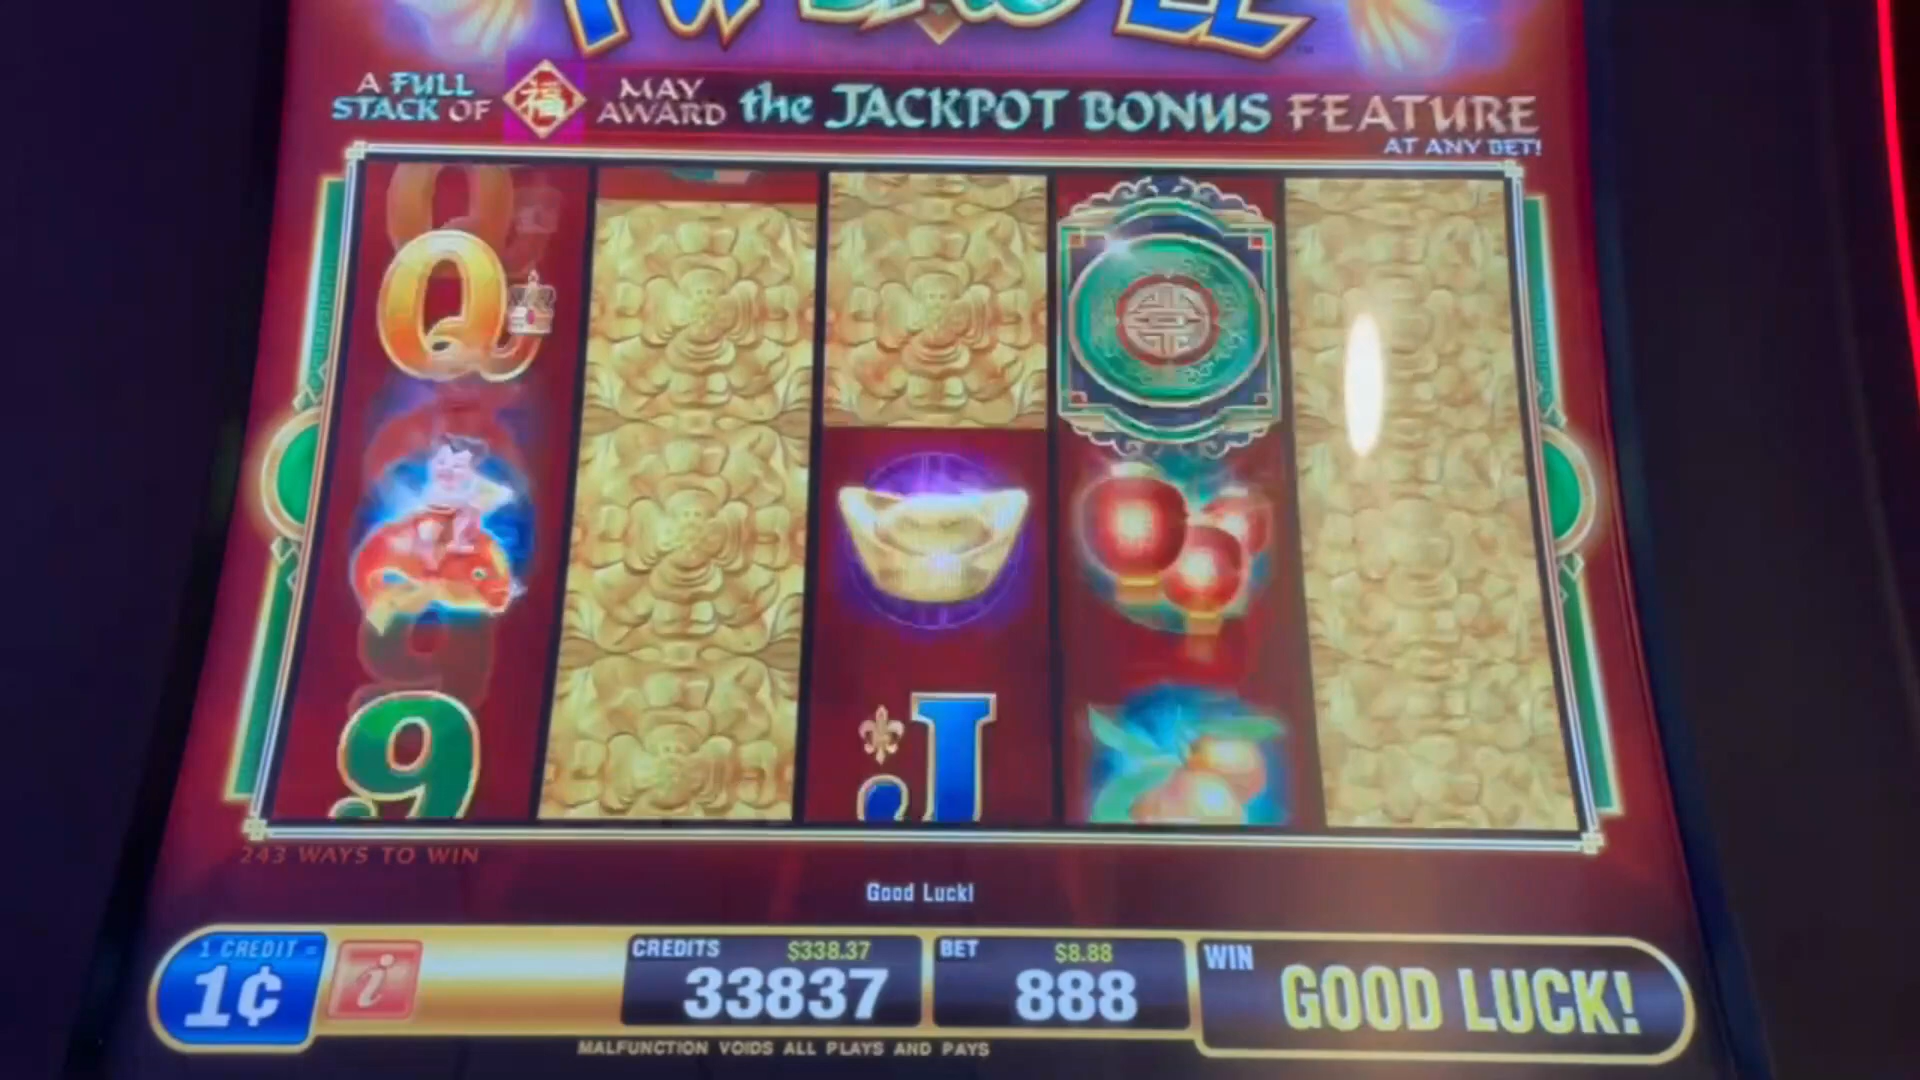 A FULL
STACK OF
福
MAY
AWARD
the JACKPOT BONUS FEATURE
AT ANY BET!
Q
9
J
243 WAYS TO WIN
Good Luck!
1 CREDIT =
1¢
i
CREDITS $338.37
33837
BET $8.88
888
WIN
GOOD LUCK!
MALFUNCTION VOIDS ALL PLAYS AND PAYS